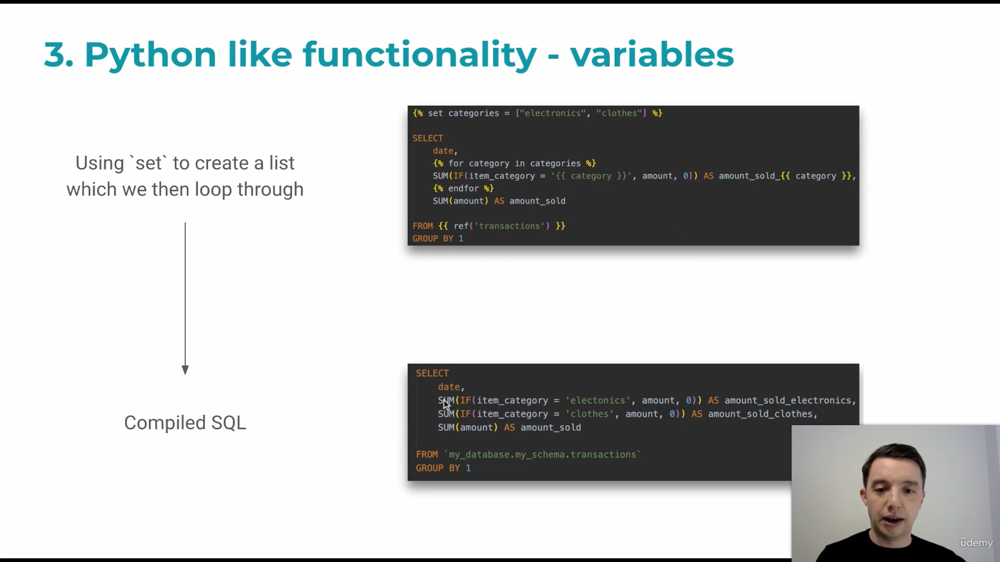 3. Python like functionality - variables
Using `set` to create a list
which we then loop through
Compiled SQL
{% set categories = ["electronics", "clothes"] %}
SELECT
date,
{% for category in categories %}
SUM(IF(item_category = '{{ category }}', amount, 0)) AS amount_sold_{{ category }},
{% endfor %}
SUM(amount) AS amount_sold
FROM {{ ref('transactions') }}
GROUP BY 1
SELECT
date,
SUM(IF(item_category = 'electonics', amount, 0)) AS amount_sold_electronics,
SUM(IF(item_category = 'clothes', amount, 0)) AS amount_sold_clothes,
SUM(amount) AS amount_sold
FROM `my_database.my_schema.transactions`
GROUP BY 1
ûdemy